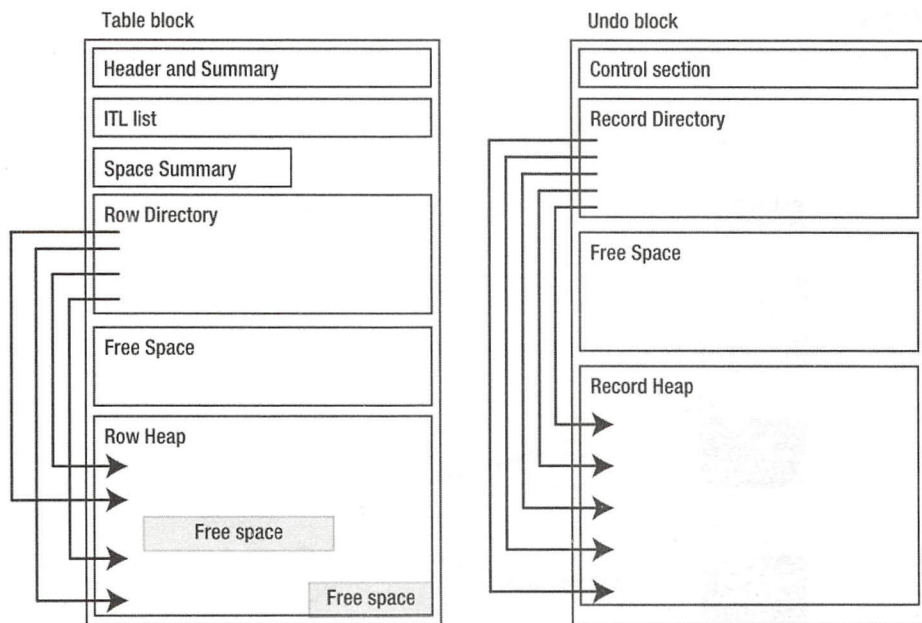 Table block
Header and Summary
ITL list
Space Summary
Row Directory
Free Space
Row Heap
Free space
Free space
Undo block
Control section
Record Directory
Free Space
Record Heap